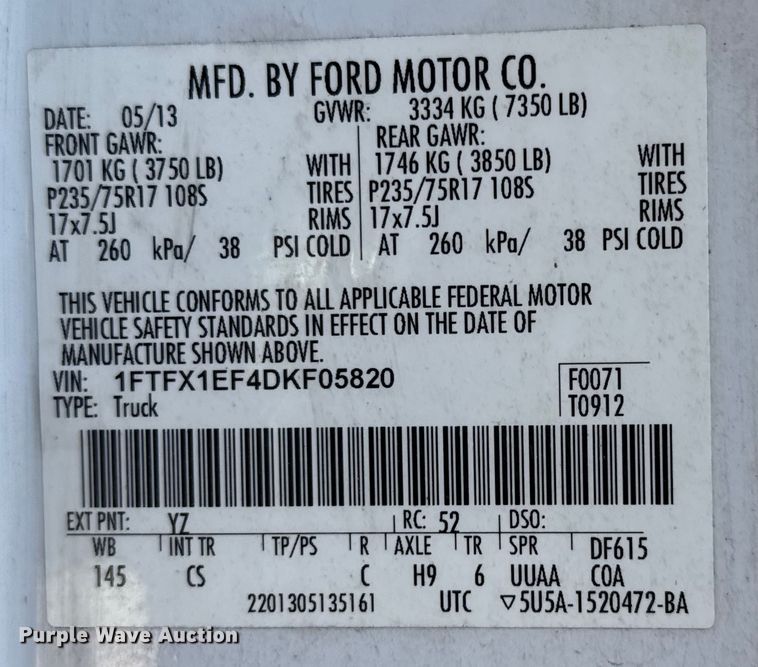 MFD. BY FORD MOTOR CO.
DATE: 05/13 GVWR: 3334 KG ( 7350 LB)
FRONT GAWR: REAR GAWR:
1701 KG ( 3750 LB) WITH 1746 KG ( 3850 LB) WITH
P235/75R17 108S TIRES P235/75R17 108S TIRES
17x7.5J RIMS 17x7.5J RIMS
AT 260 kPa/ 38 PSI COLD AT 260 kPa/ 38 PSI COLD
THIS VEHICLE CONFORMS TO ALL APPLICABLE FEDERAL MOTOR
VEHICLE SAFETY STANDARDS IN EFFECT ON THE DATE OF
MANUFACTURE SHOWN ABOVE.
VIN: 1FTFX1EF4DKF05820 F0071
TYPE: Truck T0912
EXT PNT: YZ RC: 52 DSO:
WB INT TR TP/PS R AXLE TR SPR DF615
145 CS C H9 6 UUAA COA
2201305135161 UTC ▽5U5A-1520472-BA
Purple Wave Auction